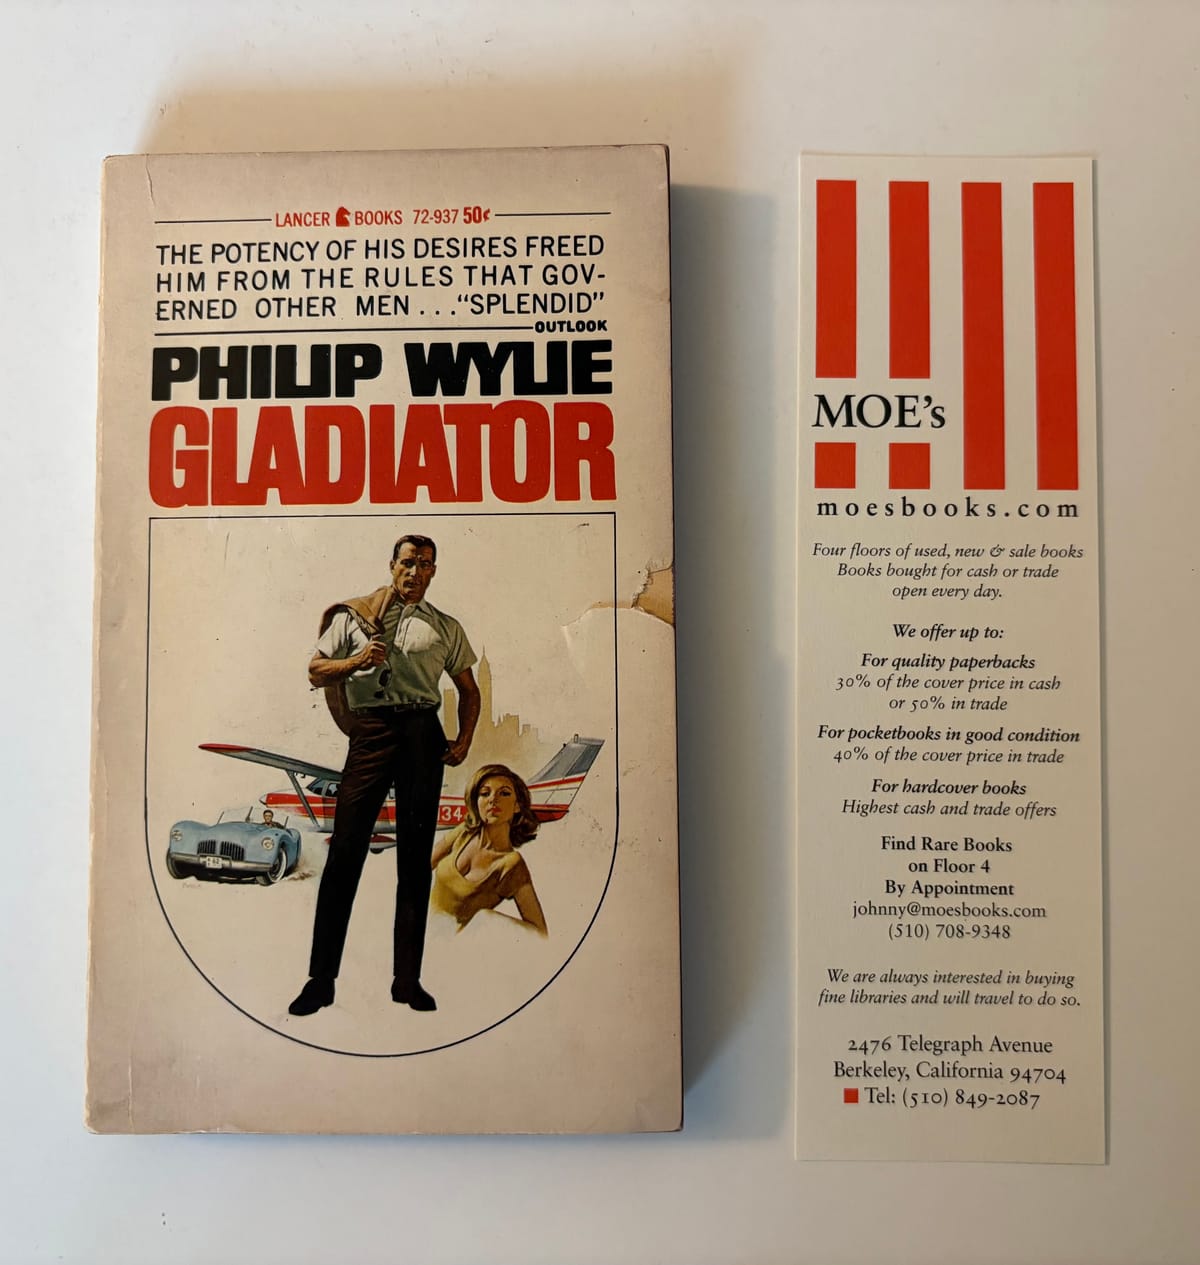 LANCER BOOKS 72-937 50¢
THE POTENCY OF HIS DESIRES FREED
HIM FROM THE RULES THAT GOV-
ERNED OTHER MEN . . . “SPLENDID”
OUTLOOK
PHILIP WYLIE
GLADIATOR
34
MOE's
moesbooks.com
Four floors of used, new & sale books
Books bought for cash or trade
open every day.
We offer up to:
For quality paperbacks
30% of the cover price in cash
or 50% in trade
For pocketbooks in good condition
40% of the cover price in trade
For hardcover books
Highest cash and trade offers
Find Rare Books
on Floor 4
By Appointment
johnny@moesbooks.com
(510) 708-9348
We are always interested in buying
fine libraries and will travel to do so.
2476 Telegraph Avenue
Berkeley, California 94704
Tel: (510) 849-2087